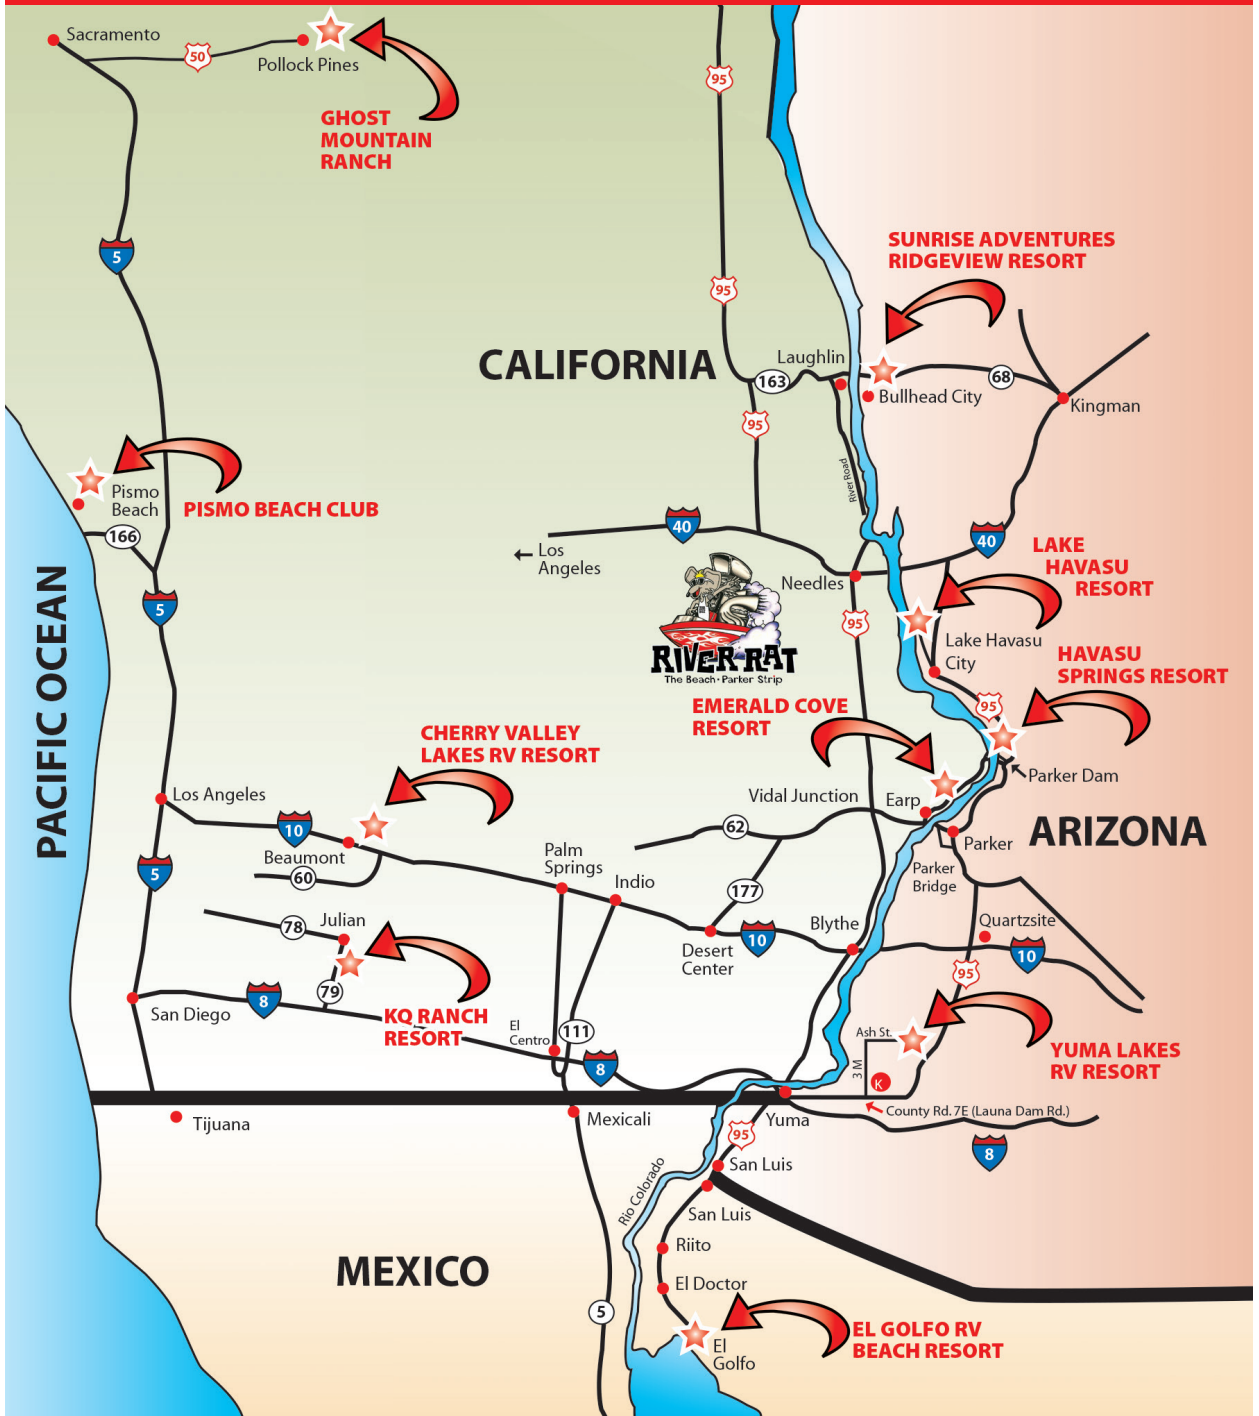 Sacramento
50
Pollock Pines
GHOST
MOUNTAIN
RANCH
95
5
SUNRISE ADVENTURES
RIDGEVIEW RESORT
95
CALIFORNIA
Laughlin
163
68
Bullhead City
Kingman
95
River Road
Pismo
Beach
PISMO BEACH CLUB
166
40
Los
Angeles
40
Needles
LAKE
HAVASU
RESORT
5
95
PACIFIC OCEAN
RIVER RAT
The Beach • Parker Strip
Lake Havasu
City
HAVASU
SPRINGS RESORT
95
EMERALD COVE
RESORT
CHERRY VALLEY
LAKES RV RESORT
Parker Dam
Los Angeles
Vidal Junction
Earp
10
62
ARIZONA
Beaumont
Parker
60
5
Palm
Springs
Indio
177
Parker
Bridge
78
Julian
Blythe
Quartzsite
Desert
Center
10
10
79
95
8
San Diego
KQ RANCH
RESORT
El
Centro
111
Ash St.
3 M
K
YUMA LAKES
RV RESORT
8
Tijuana
Mexicali
Yuma
County Rd. 7E (Launa Dam Rd.)
95
8
San Luis
Rio Colorado
San Luis
Riito
MEXICO
El Doctor
5
El
Golfo
EL GOLFO RV
BEACH RESORT